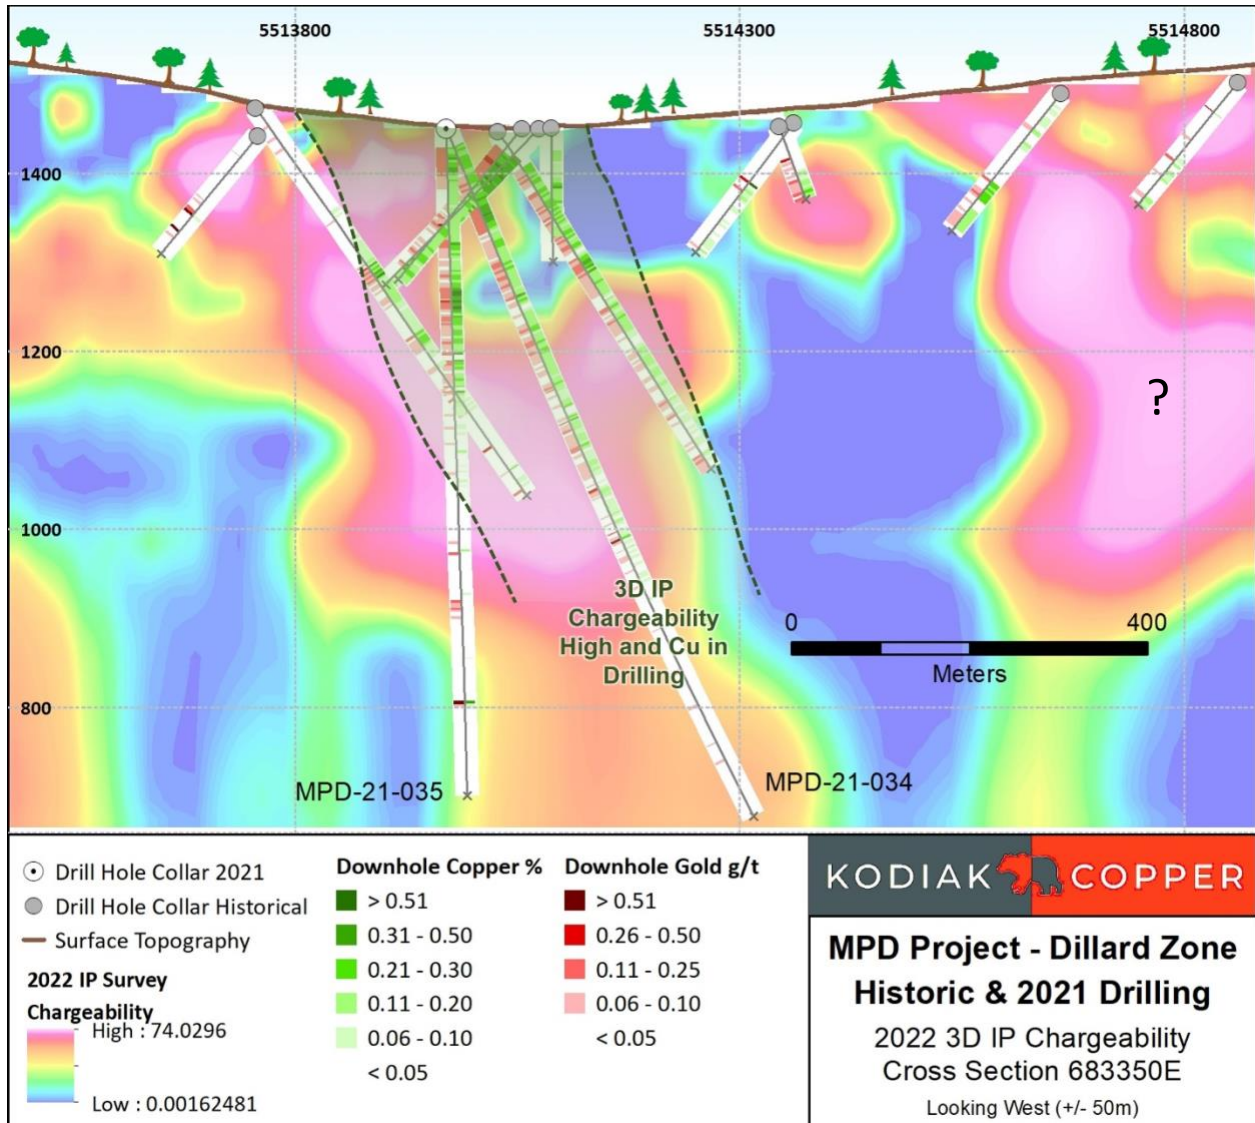 5513800
5514300
5514800
1400
1200
1000
800
?
3D IP
Chargeability
High and Cu in
Drilling
0
400
Meters
MPD-21-035
MPD-21-034
Drill Hole Collar 2021
Drill Hole Collar Historical
Surface Topography
2022 IP Survey
Chargeability
High : 74.0296
Low : 0.00162481
Downhole Copper %
> 0.51
0.31 - 0.50
0.21 - 0.30
0.11 - 0.20
0.06 - 0.10
< 0.05
Downhole Gold g/t
> 0.51
0.26 - 0.50
0.11 - 0.25
0.06 - 0.10
< 0.05
KODIAK COPPER
MPD Project - Dillard Zone
Historic & 2021 Drilling
2022 3D IP Chargeability
Cross Section 683350E
Looking West (+/- 50m)